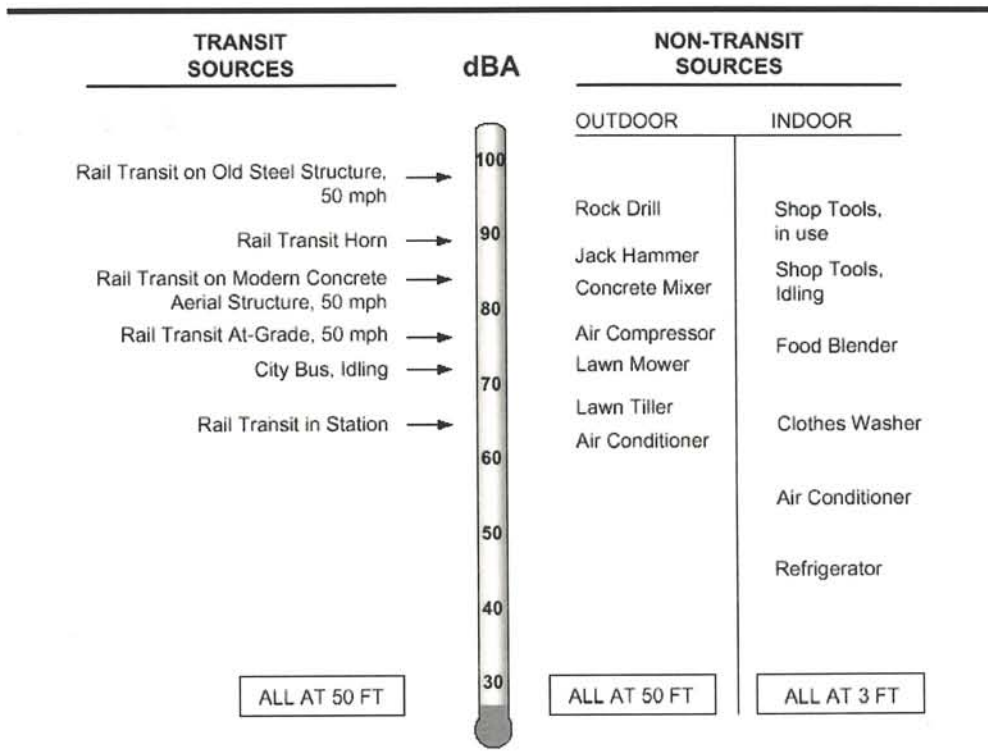 TRANSIT
SOURCES
Rail Transit on Old Steel Structure,
50 mph
Rail Transit Horn
Rail Transit on Modern Concrete
Aerial Structure, 50 mph
Rail Transit At-Grade, 50 mph
City Bus, Idling
Rail Transit in Station
ALL AT 50 FT
dBA
100
90
80
70
60
50
40
30
NON-TRANSIT
SOURCES
OUTDOOR
Rock Drill
Jack Hammer
Concrete Mixer
Air Compressor
Lawn Mower
Lawn Tiller
Air Conditioner
ALL AT 50 FT
INDOOR
Shop Tools,
in use
Shop Tools,
Idling
Food Blender
Clothes Washer
Air Conditioner
Refrigerator
ALL AT 3 FT